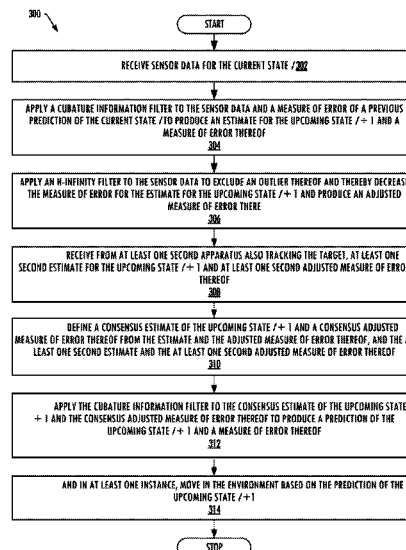 300
START
RECEIVE SENSOR DATA FOR THE CURRENT STATE l 302
APPLY A CUBATURE INFORMATION FILTER TO THE SENSOR DATA AND A MEASURE OF ERROR OF A PREVIOUS
PREDICTION OF THE CURRENT STATE l TO PRODUCE AN ESTIMATE FOR THE UPCOMING STATE l + 1 AND A
MEASURE OF ERROR THEREOF
304
APPLY AN H-INFINITY FILTER TO THE SENSOR DATA TO EXCLUDE AN OUTLIER THEREOF AND THEREBY DECREAS
THE MEASURE OF ERROR FOR THE ESTIMATE FOR THE UPCOMING STATE l + 1 AND PRODUCE AN ADJUSTED
MEASURE OF ERROR THERE
306
RECEIVE FROM AT LEAST ONE SECOND APPARATUS ALSO TRACKING THE TARGET, AT LEAST ONE
SECOND ESTIMATE FOR THE UPCOMING STATE l + 1 AND AT LEAST ONE SECOND ADJUSTED MEASURE OF ERRO
THEREOF
308
DEFINE A CONSENSUS ESTIMATE OF THE UPCOMING STATE l + 1 AND A CONSENSUS ADJUSTED
MEASURE OF ERROR THEREOF FROM THE ESTIMATE AND THE ADJUSTED MEASURE OF ERROR THEREOF, AND THE A
LEAST ONE SECOND ESTIMATE AND THE AT LEAST ONE SECOND ADJUSTED MEASURE OF ERROR THEREOF
310
APPLY THE CUBATURE INFORMATION FILTER TO THE CONSENSUS ESTIMATE OF THE UPCOMING STATE
+ 1 AND THE CONSENSUS ADJUSTED MEASURE OF ERROR THEREOF TO PRODUCE A PREDICTION OF THE
UPCOMING STATE l + 1 AND A MEASURE OF ERROR THEREOF
312
AND IN AT LEAST ONE INSTANCE, MOVE IN THE ENVIRONMENT BASED ON THE PREDICTION OF THE
UPCOMING STATE l +1
314
STOP